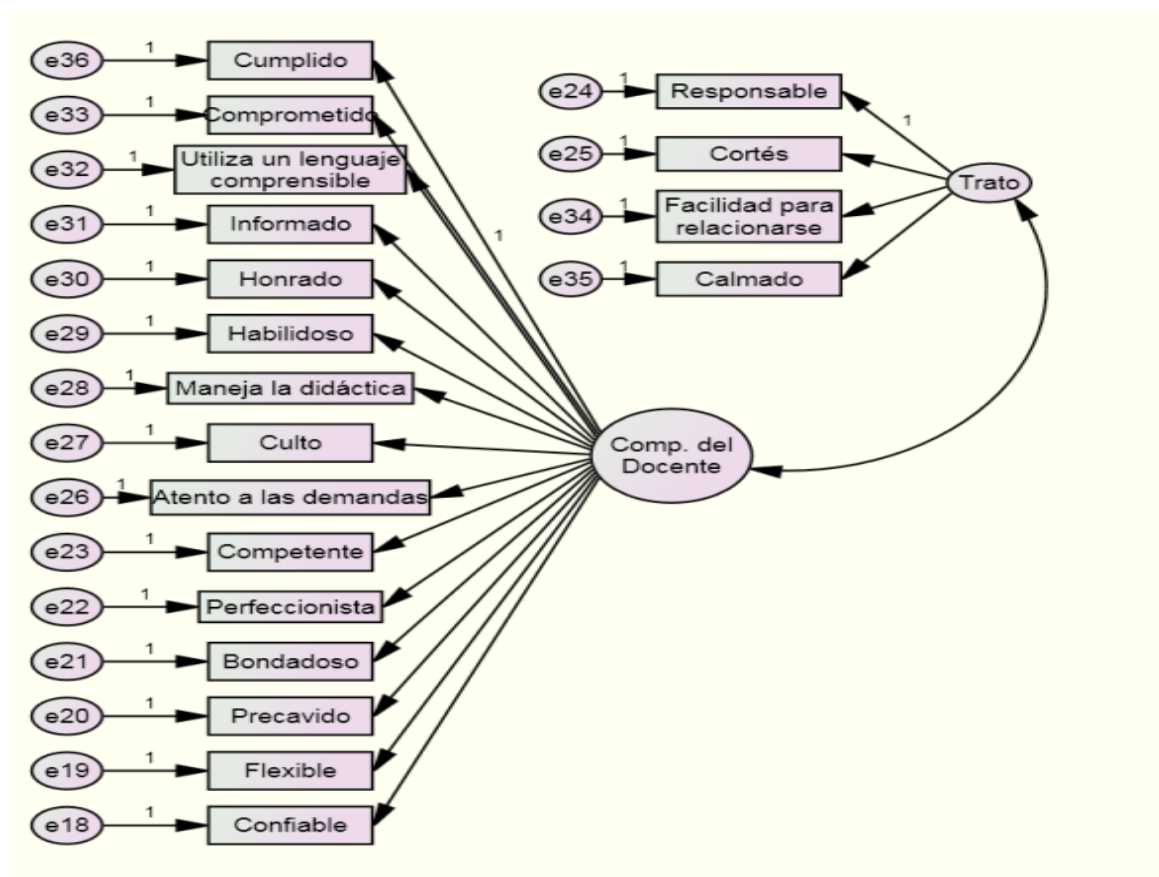 e36 1 Cumplido
e33 1 Comprometido
e32 1 Utiliza un lenguaje
comprensible
e31 1 Informado
e30 1 Honrado
e29 1 Habilidoso
e28 1 Maneja la didáctica
e27 1 Culto
e26 1 Atento a las demandas
e23 1 Competente
e22 1 Perfeccionista
e21 1 Bondadoso
e20 1 Precavido
e19 1 Flexible
e18 1 Confiable
1
Comp. del
Docente
e24 1 Responsable
e25 1 Cortés
e34 1 Facilidad para
relacionarse
e35 1 Calmado
1
Trato